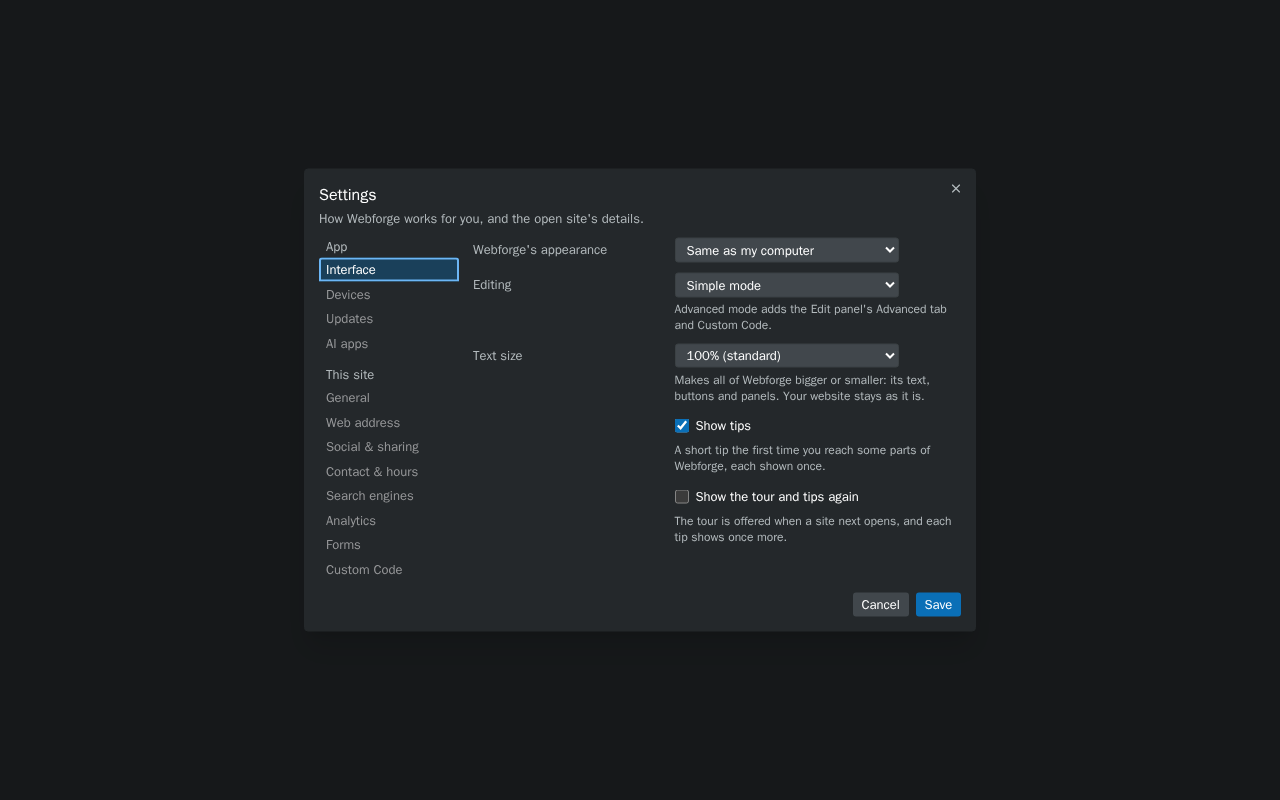 Settings
×
How Webforge works for you, and the open site's details.
App
Interface
Devices
Updates
AI apps
This site
General
Web address
Social & sharing
Contact & hours
Search engines
Analytics
Forms
Custom Code
Webforge's appearance
Same as my computer
Editing
Simple mode
Advanced mode adds the Edit panel's Advanced tab
and Custom Code.
Text size
100% (standard)
Makes all of Webforge bigger or smaller: its text,
buttons and panels. Your website stays as it is.
Show tips
A short tip the first time you reach some parts of
Webforge, each shown once.
Show the tour and tips again
The tour is offered when a site next opens, and each
tip shows once more.
Cancel
Save